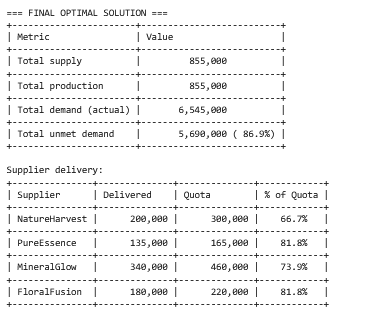 === FINAL OPTIMAL SOLUTION ===
+----------------------+----------------------+
| Metric | Value |
+----------------------+----------------------+
| Total supply | 855,000 |
+----------------------+----------------------+
| Total production | 855,000 |
+----------------------+----------------------+
| Total demand (actual) | 6,545,000 |
+----------------------+----------------------+
| Total unmet demand | 5,690,000 ( 86.9%) |
+----------------------+----------------------+
Supplier delivery:
+--------------+------------+------------+-----------+
| Supplier | Delivered | Quota | % of Quota |
+--------------+------------+------------+-----------+
| NatureHarvest | 200,000 | 300,000 | 66.7% |
+--------------+------------+------------+-----------+
| PureEssence | 135,000 | 165,000 | 81.8% |
+--------------+------------+------------+-----------+
| MineralGlow | 340,000 | 460,000 | 73.9% |
+--------------+------------+------------+-----------+
| FloralFusion | 180,000 | 220,000 | 81.8% |
+--------------+------------+------------+-----------+